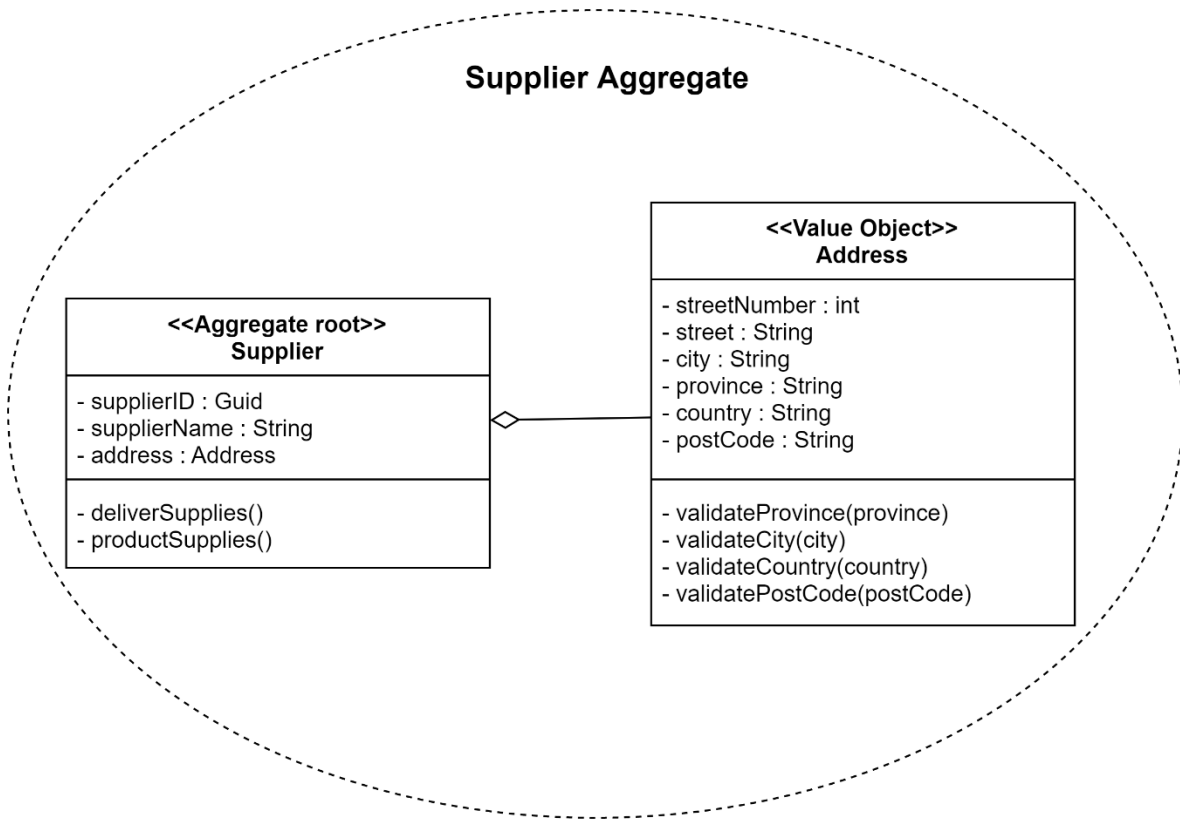 Supplier Aggregate
<<Aggregate root>>
Supplier
- supplierID : Guid
- supplierName : String
- address : Address
- deliverSupplies()
- productSupplies()
<<Value Object>>
Address
- streetNumber : int
- street : String
- city : String
- province : String
- country : String
- postCode : String
- validateProvince(province)
- validateCity(city)
- validateCountry(country)
- validatePostCode(postCode)